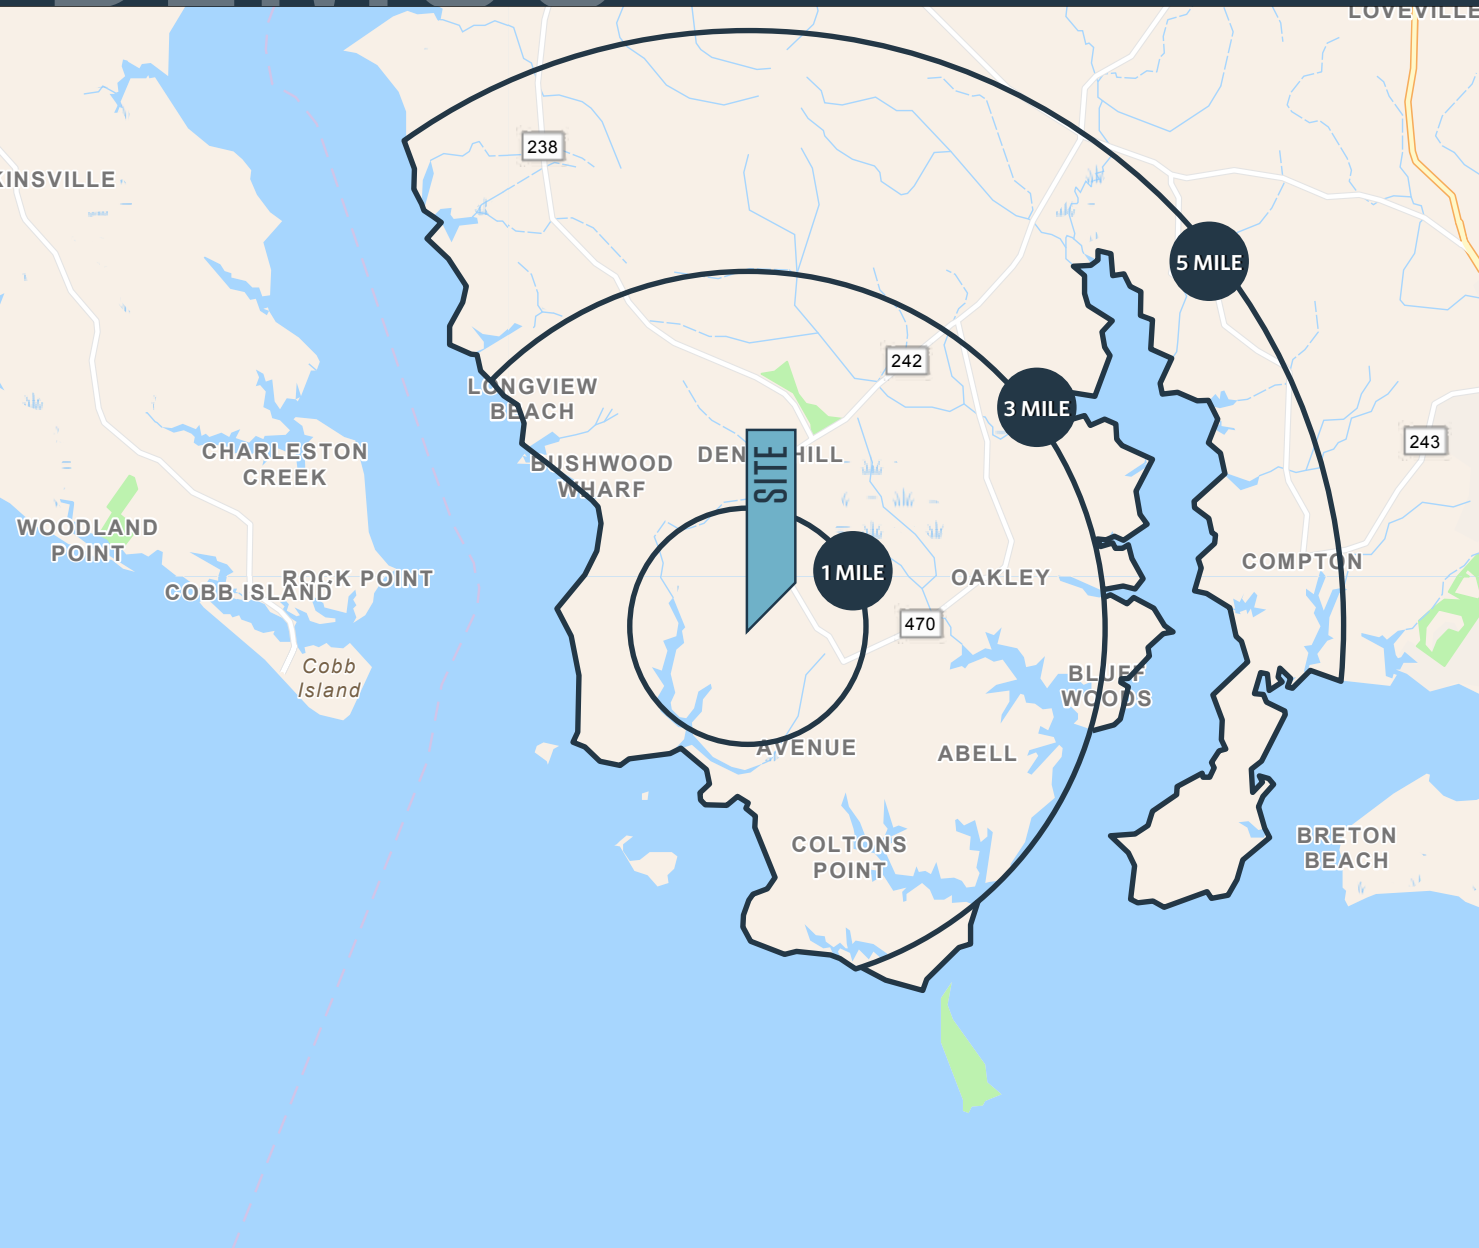 LOVEVILLE
238
KINSVILLE
5 MILE
242
LONGVIEW
BEACH
3 MILE
243
CHARLESTON
CREEK
BUSHWOOD
WHARF
HILL
SITE
WOODLAND
POINT
1 MILE
COMPTON
ROCK POINT
COBB ISLAND
OAKLEY
470
Cobb
Island
BLUFF
WOODS
AVENUE
ABELL
COLTONS
POINT
BRETON
BEACH